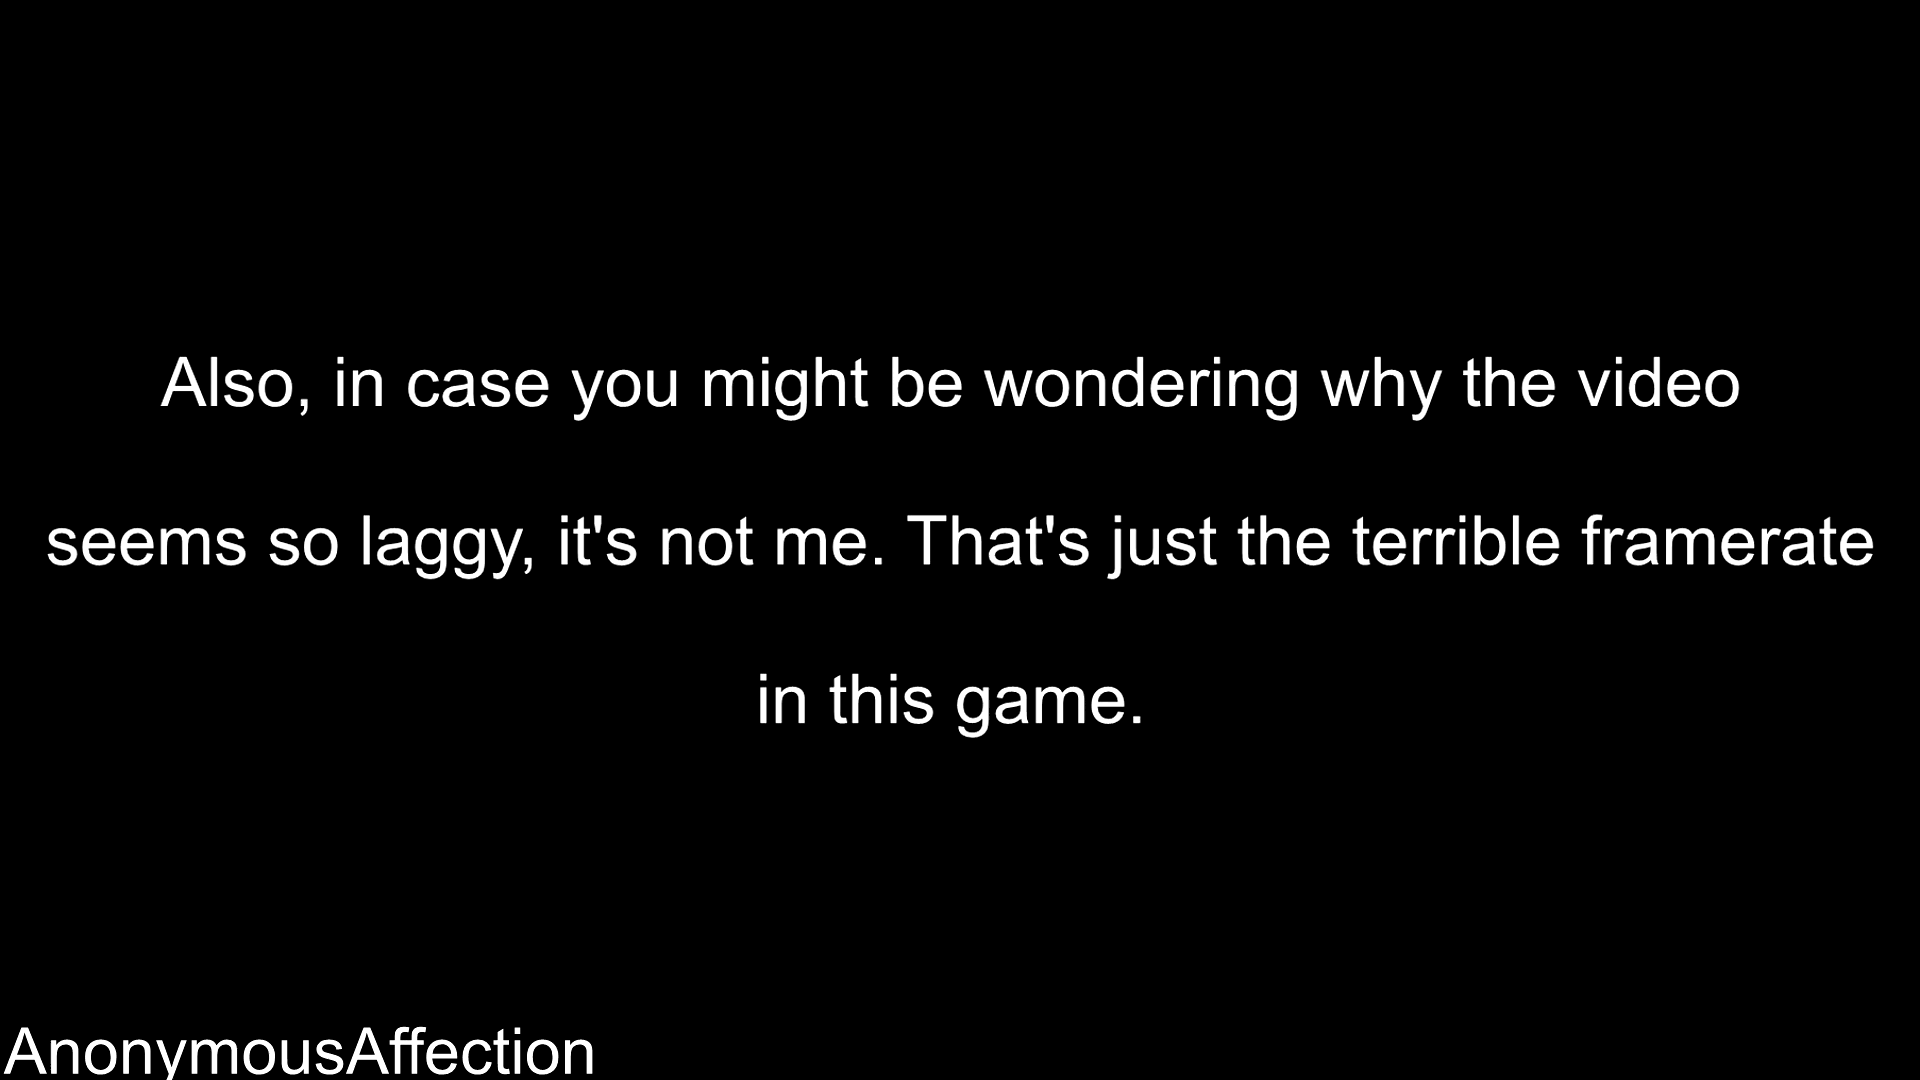 Also, in case you might be wondering why the video
seems so laggy, it's not me. That's just the terrible framerate
in this game.
AnonymousAffection